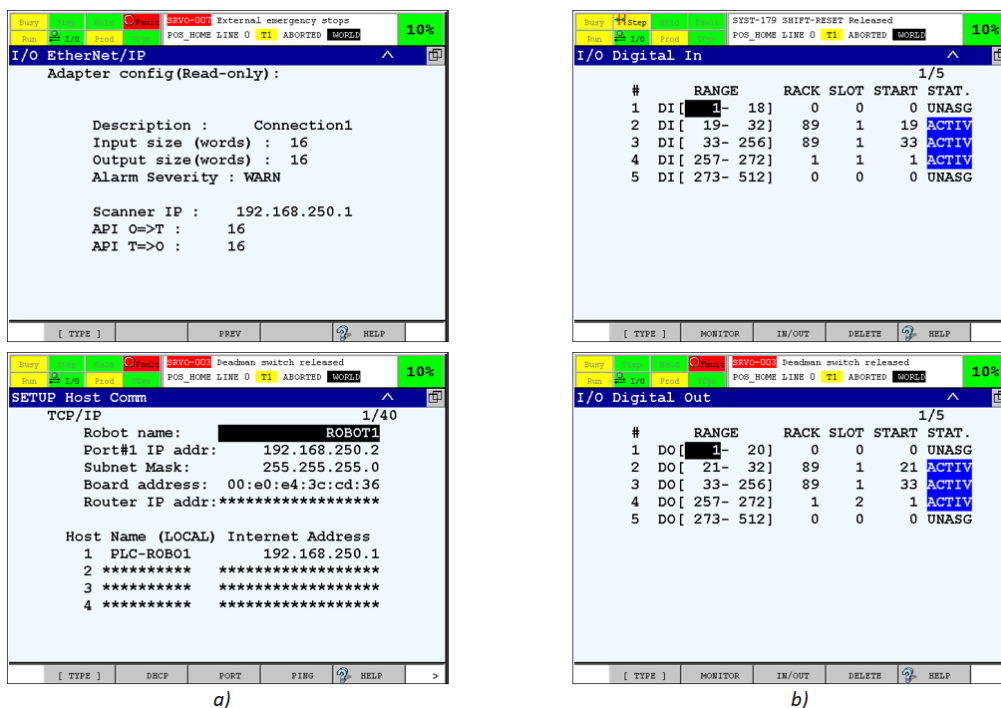 Busy Step Hold Fault SRVO-007 External emergency stops
Run I/O Prod TCyc POS_HOME LINE 0 T1 ABORTED WORLD 10%
I/O EtherNet/IP
Adapter config(Read-only):
Description : Connection1
Input size (words) : 16
Output size(words) : 16
Alarm Severity : WARN
Scanner IP : 192.168.250.1
API O=>T : 16
API T=>O : 16
[ TYPE ] PREV HELP
Busy Step Hold Fault SRVO-003 Deadman switch released
Run I/O Prod TCyc POS_HOME LINE 0 T1 ABORTED WORLD 10%
SETUP Host Comm
TCP/IP 1/40
Robot name: ROBOT1
Port#1 IP addr: 192.168.250.2
Subnet Mask: 255.255.255.0
Board address: 00:e0:e4:3c:cd:36
Router IP addr:******************
Host Name (LOCAL) Internet Address
1 PLC-ROBO1 192.168.250.1
2 ********** ******************
3 ********** ******************
4 ********** ******************
[ TYPE ] DHCP PORT PING HELP >
a)
Busy Step Hold Fault SYST-179 SHIFT-RESET Released
Run I/O Prod TCyc POS_HOME LINE 0 T1 ABORTED WORLD 10%
I/O Digital In
1/5
# RANGE RACK SLOT START STAT.
1 DI[ 1- 18] 0 0 0 UNASG
2 DI[ 19- 32] 89 1 19 ACTIV
3 DI[ 33- 256] 89 1 33 ACTIV
4 DI[ 257- 272] 1 1 1 ACTIV
5 DI[ 273- 512] 0 0 0 UNASG
[ TYPE ] MONITOR IN/OUT DELETE HELP
Busy Step Hold Fault SRVO-003 Deadman switch released
Run I/O Prod TCyc POS_HOME LINE 0 T1 ABORTED WORLD 10%
I/O Digital Out
1/5
# RANGE RACK SLOT START STAT.
1 DO[ 1- 20] 0 0 0 UNASG
2 DO[ 21- 32] 89 1 21 ACTIV
3 DO[ 33- 256] 89 1 33 ACTIV
4 DO[ 257- 272] 1 2 1 ACTIV
5 DO[ 273- 512] 0 0 0 UNASG
[ TYPE ] MONITOR IN/OUT DELETE HELP
b)